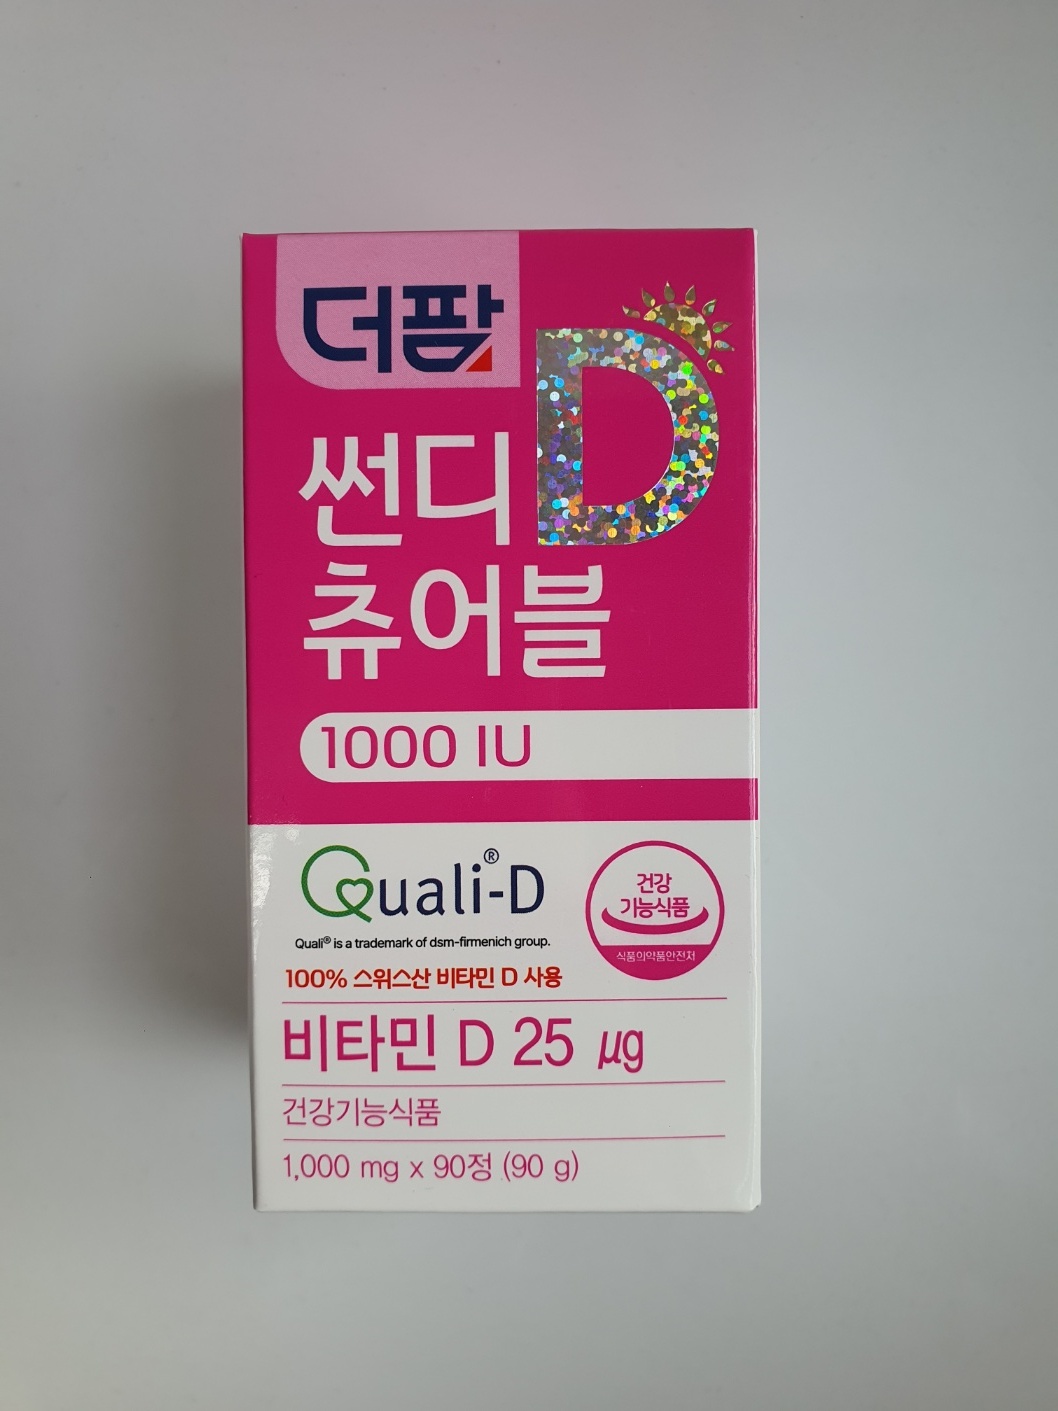 더팜
썬디 D
츄어블
1000 IU
Quali®-D
Quali® is a trademark of dsm-firmenich group.
100% 스위스산 비타민 D 사용
건강
기능식품
식품의약품안전처
비타민 D 25 μg
건강기능식품
1,000 mg x 90정 (90 g)